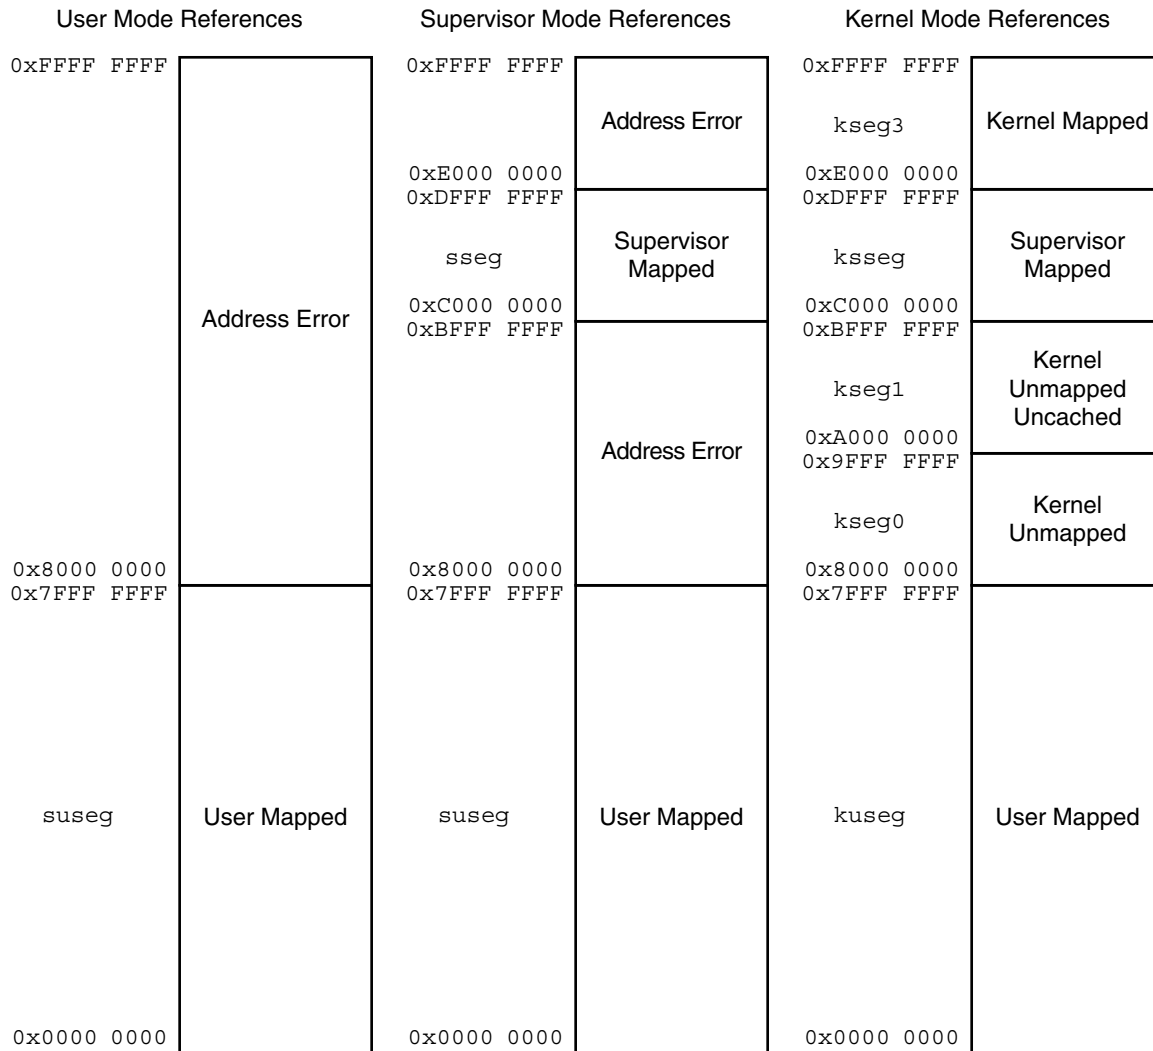 User Mode References
0xFFFF FFFF
Address Error
0x8000 0000
0x7FFF FFFF
suseg
User Mapped
0x0000 0000
Supervisor Mode References
0xFFFF FFFF
Address Error
0xE000 0000
0xDFFF FFFF
sseg
Supervisor
Mapped
0xC000 0000
0xBFFF FFFF
Address Error
0x8000 0000
0x7FFF FFFF
suseg
User Mapped
0x0000 0000
Kernel Mode References
0xFFFF FFFF
kseg3
Kernel Mapped
0xE000 0000
0xDFFF FFFF
ksseg
Supervisor
Mapped
0xC000 0000
0xBFFF FFFF
kseg1
Kernel
Unmapped
Uncached
0xA000 0000
0x9FFF FFFF
kseg0
Kernel
Unmapped
0x8000 0000
0x7FFF FFFF
kuseg
User Mapped
0x0000 0000